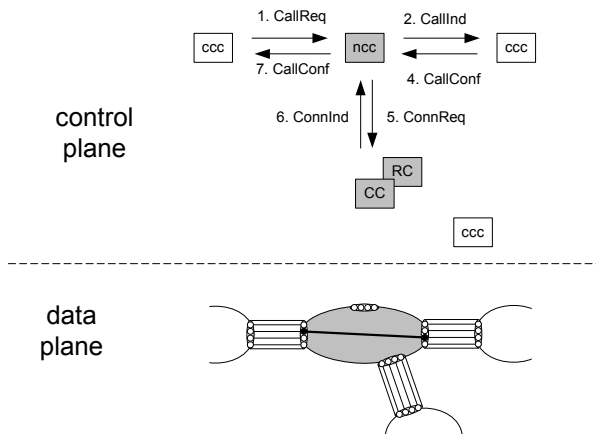 1. CallReq
2. CallInd
ccc
ncc
ccc
7. CallConf
4. CallConf
control
plane
6. ConnInd
5. ConnReq
RC
CC
ccc
data
plane